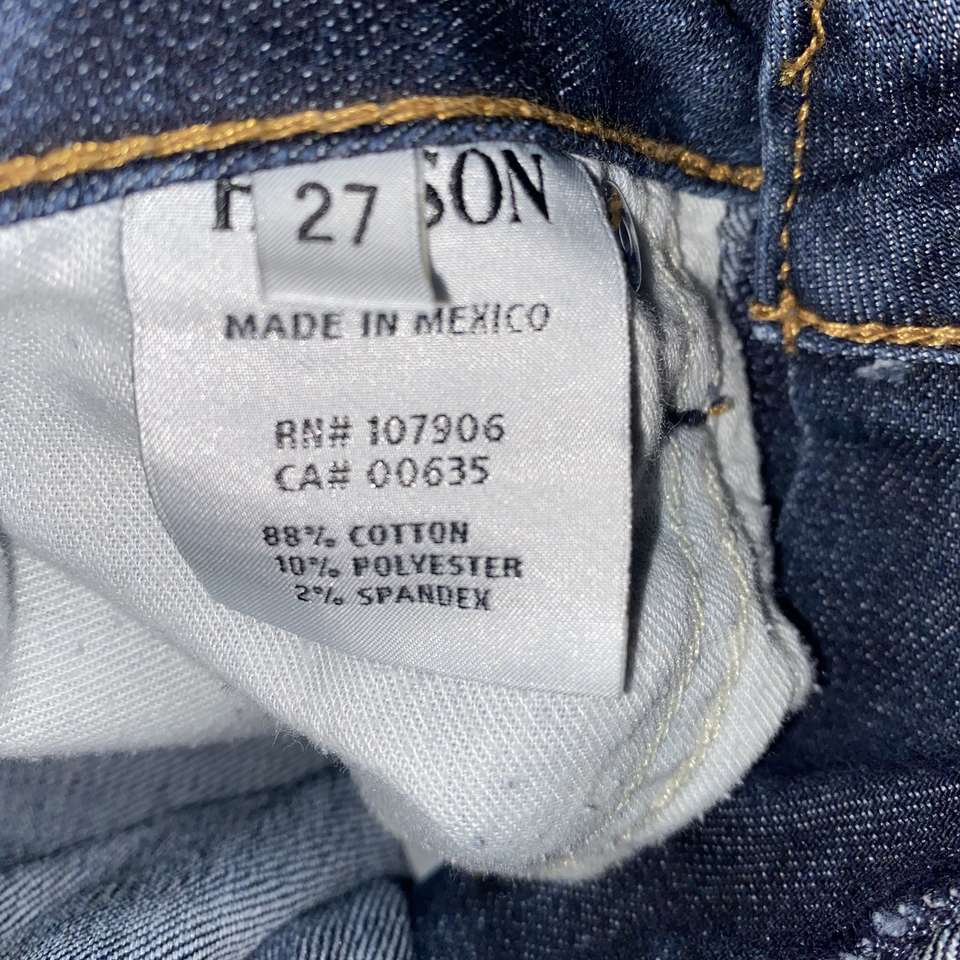 27
MADE IN MEXICO
RN# 107906
CA# 00635
88% COTTON
10% POLYESTER
2% SPANDEX